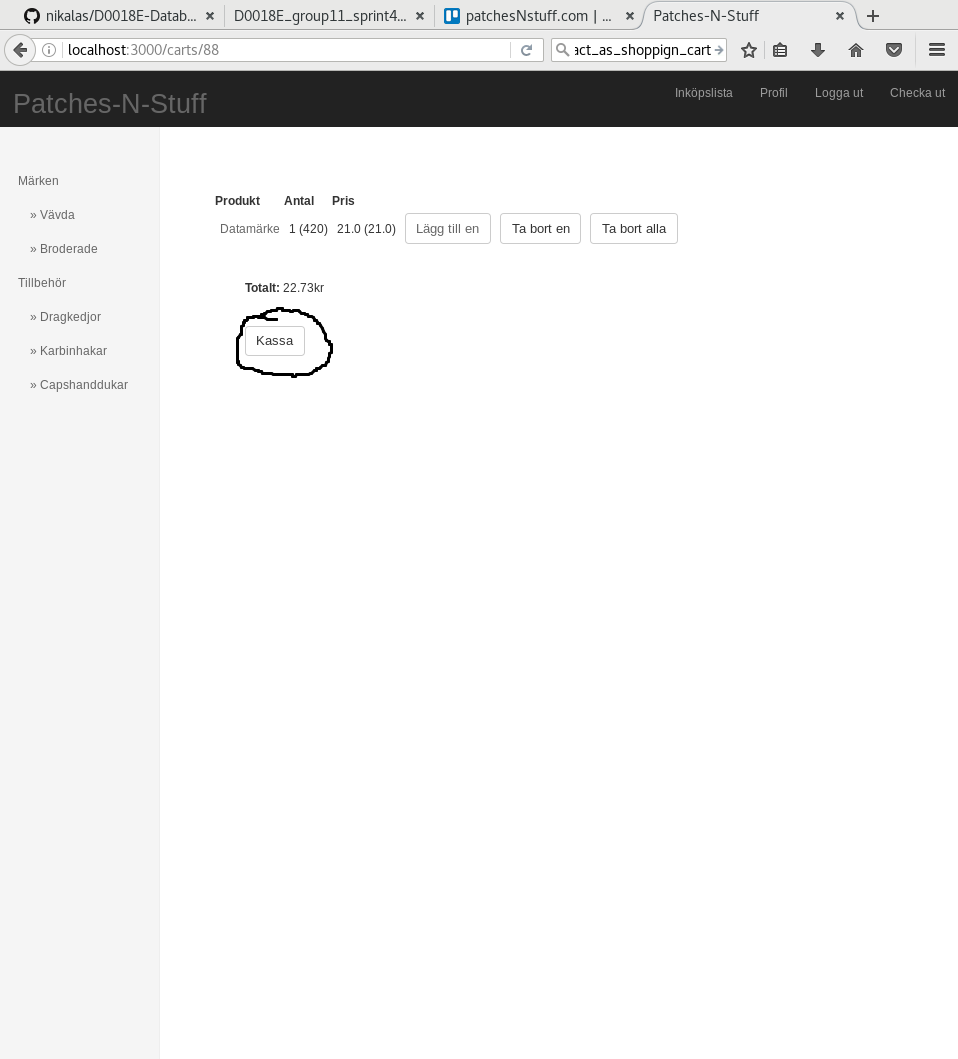 nikalas/D0018E-Datab...
D0018E_group11_sprint4...
patchesNstuff.com | ...
Patches-N-Stuff
localhost:3000/carts/88
act_as_shoppign_cart
Patches-N-Stuff
Inköpslista
Profil
Logga ut
Checka ut
Märken
» Vävda
» Broderade
Tillbehör
» Dragkedjor
» Karbinhakar
» Capshanddukar
Produkt Antal Pris
Datamärke 1 (420) 21.0 (21.0) Lägg till en Ta bort en Ta bort alla
Totalt: 22.73kr
Kassa